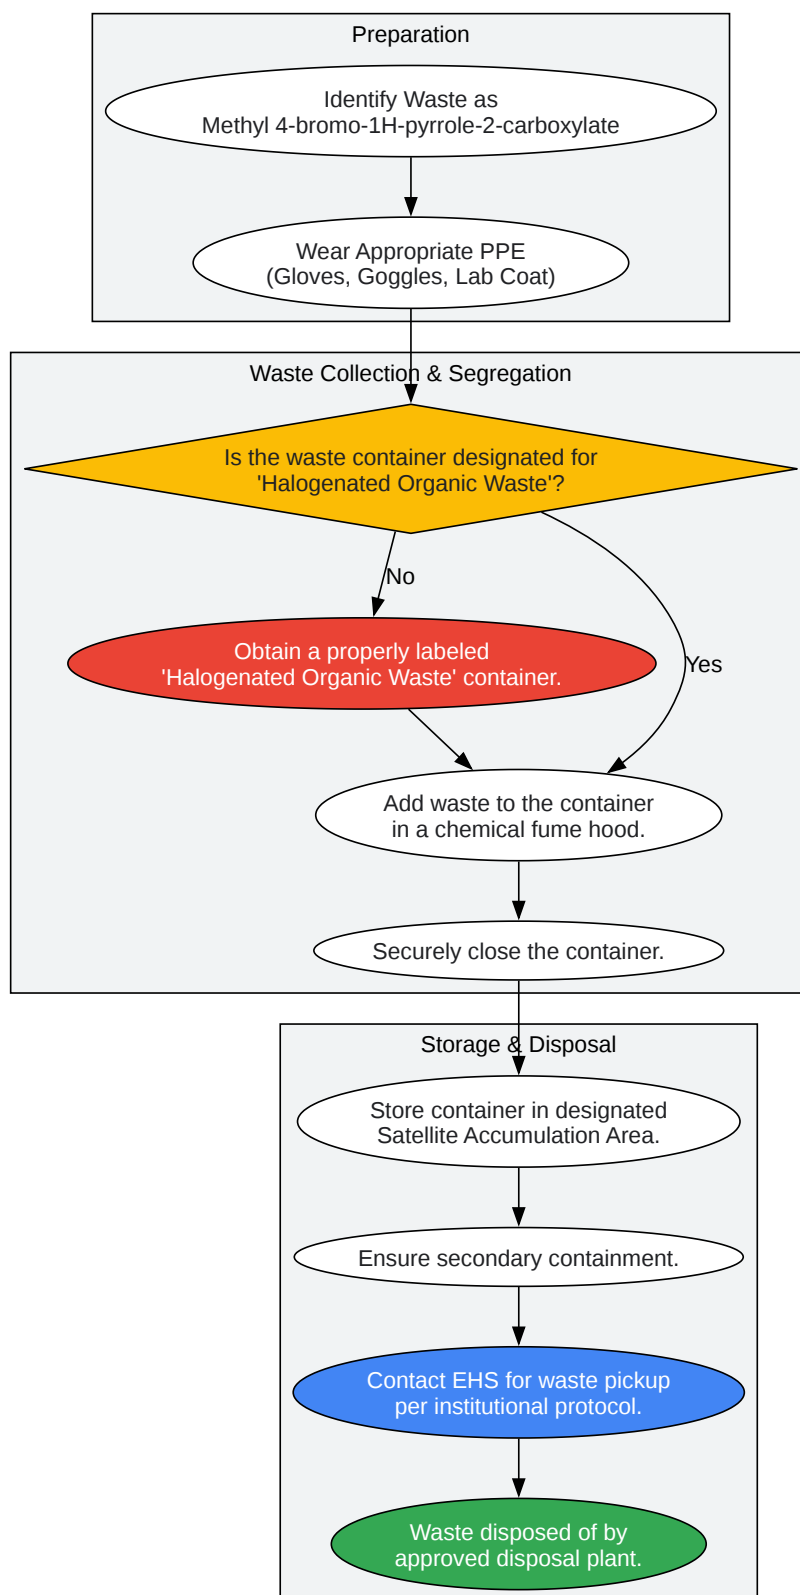 Preparation
Identify Waste as
Methyl 4-bromo-1H-pyrrole-2-carboxylate
Wear Appropriate PPE
(Gloves, Goggles, Lab Coat)
Waste Collection & Segregation
Is the waste container designated for
'Halogenated Organic Waste'?
No
Obtain a properly labeled
'Halogenated Organic Waste' container.
Yes
Add waste to the container
in a chemical fume hood.
Securely close the container.
Storage & Disposal
Store container in designated
Satellite Accumulation Area.
Ensure secondary containment.
Contact EHS for waste pickup
per institutional protocol.
Waste disposed of by
approved disposal plant.